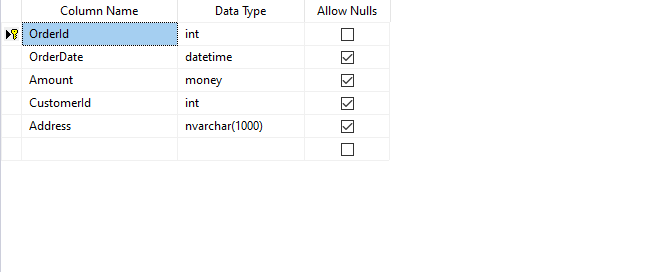 Column Name Data Type Allow Nulls
OrderId int
OrderDate datetime
Amount money
CustomerId int
Address nvarchar(1000)